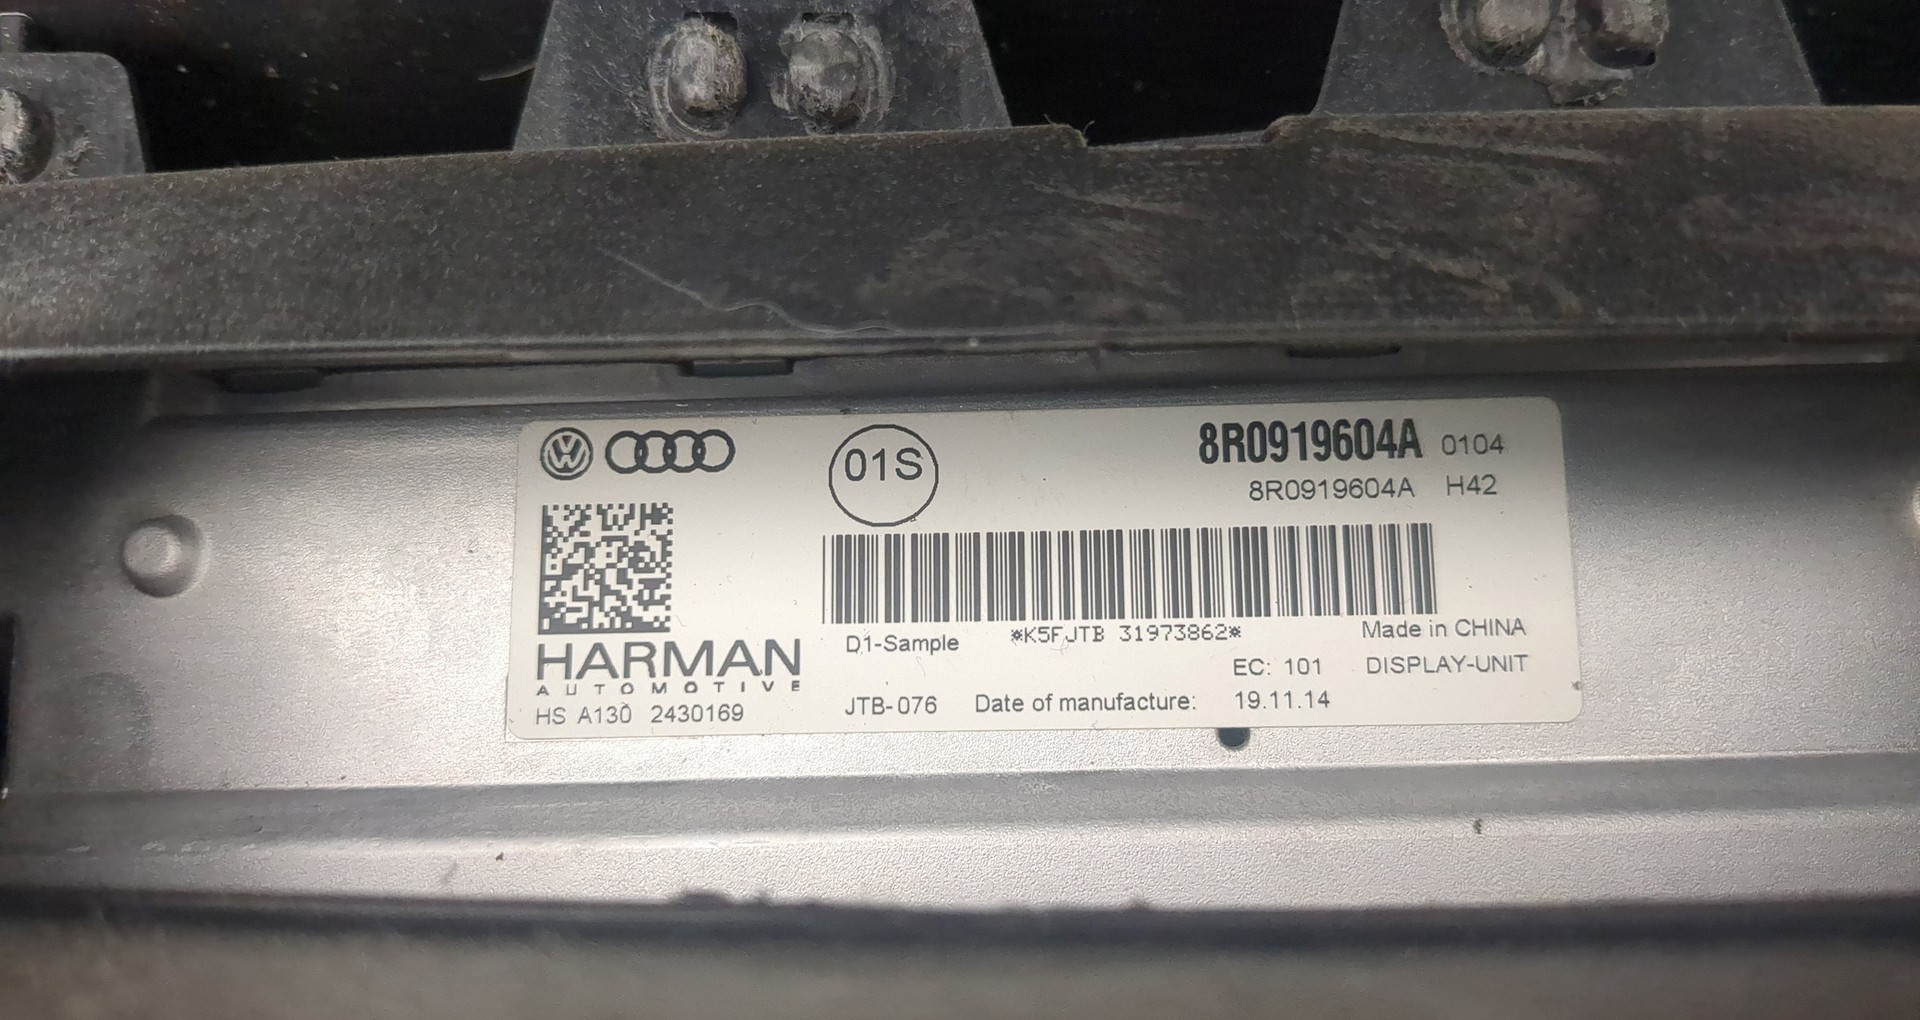 01S
8R0919604A 0104
8R0919604A H42
HARMAN
AUTOMOTIVE
D1-Sample *K5FJTB 31973862* Made in CHINA
EC: 101 DISPLAY-UNIT
HS A130 2430169 JTB-076 Date of manufacture: 19.11.14